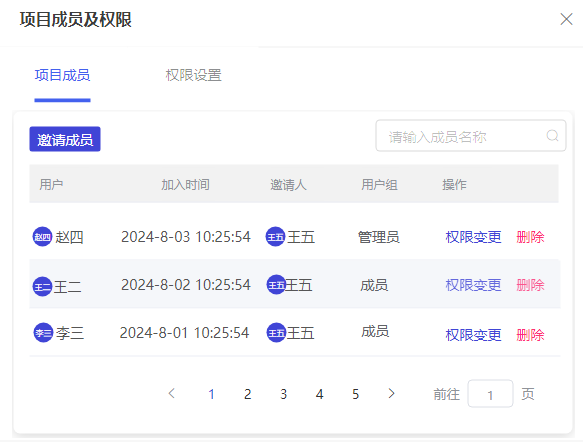 项目成员及权限
项目成员 权限设置
邀请成员 请输入成员名称
用户 加入时间 邀请人 用户组 操作
赵四 赵四 2024-8-03 10:25:54 王五 王五 管理员 权限变更 删除
王二 王二 2024-8-02 10:25:54 王五 王五 成员 权限变更 删除
李三 李四 2024-8-01 10:25:54 王五 王五 成员 权限变更 删除
1 2 3 4 5 前往 1 页